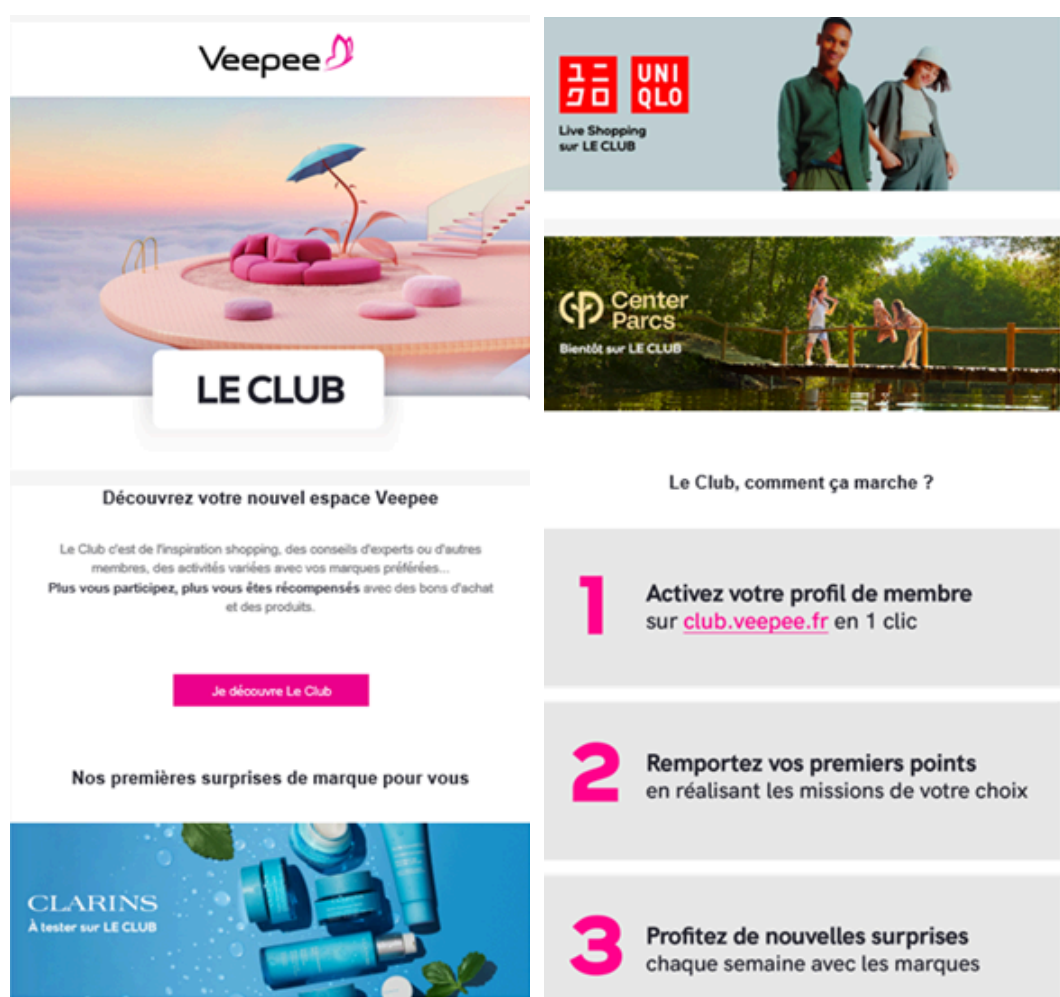 Veepee
LE CLUB
Découvrez votre nouvel espace Veepee
Le Club c'est de l'inspiration shopping, des conseils d'experts ou d'autres
membres, des activités variées avec vos marques préférées...
Plus vous participez, plus vous êtes récompensés avec des bons d'achat
et des produits.
Je découvre Le Club
Nos premières surprises de marque pour vous
CLARINS
À tester sur LE CLUB
ユニ
クロ
UNI
QLO
Live Shopping
sur LE CLUB
Center
Parcs
Bientôt sur LE CLUB
Le Club, comment ça marche ?
1
Activez votre profil de membre
sur club.veepee.fr en 1 clic
2
Remportez vos premiers points
en réalisant les missions de votre choix
3
Profitez de nouvelles surprises
chaque semaine avec les marques